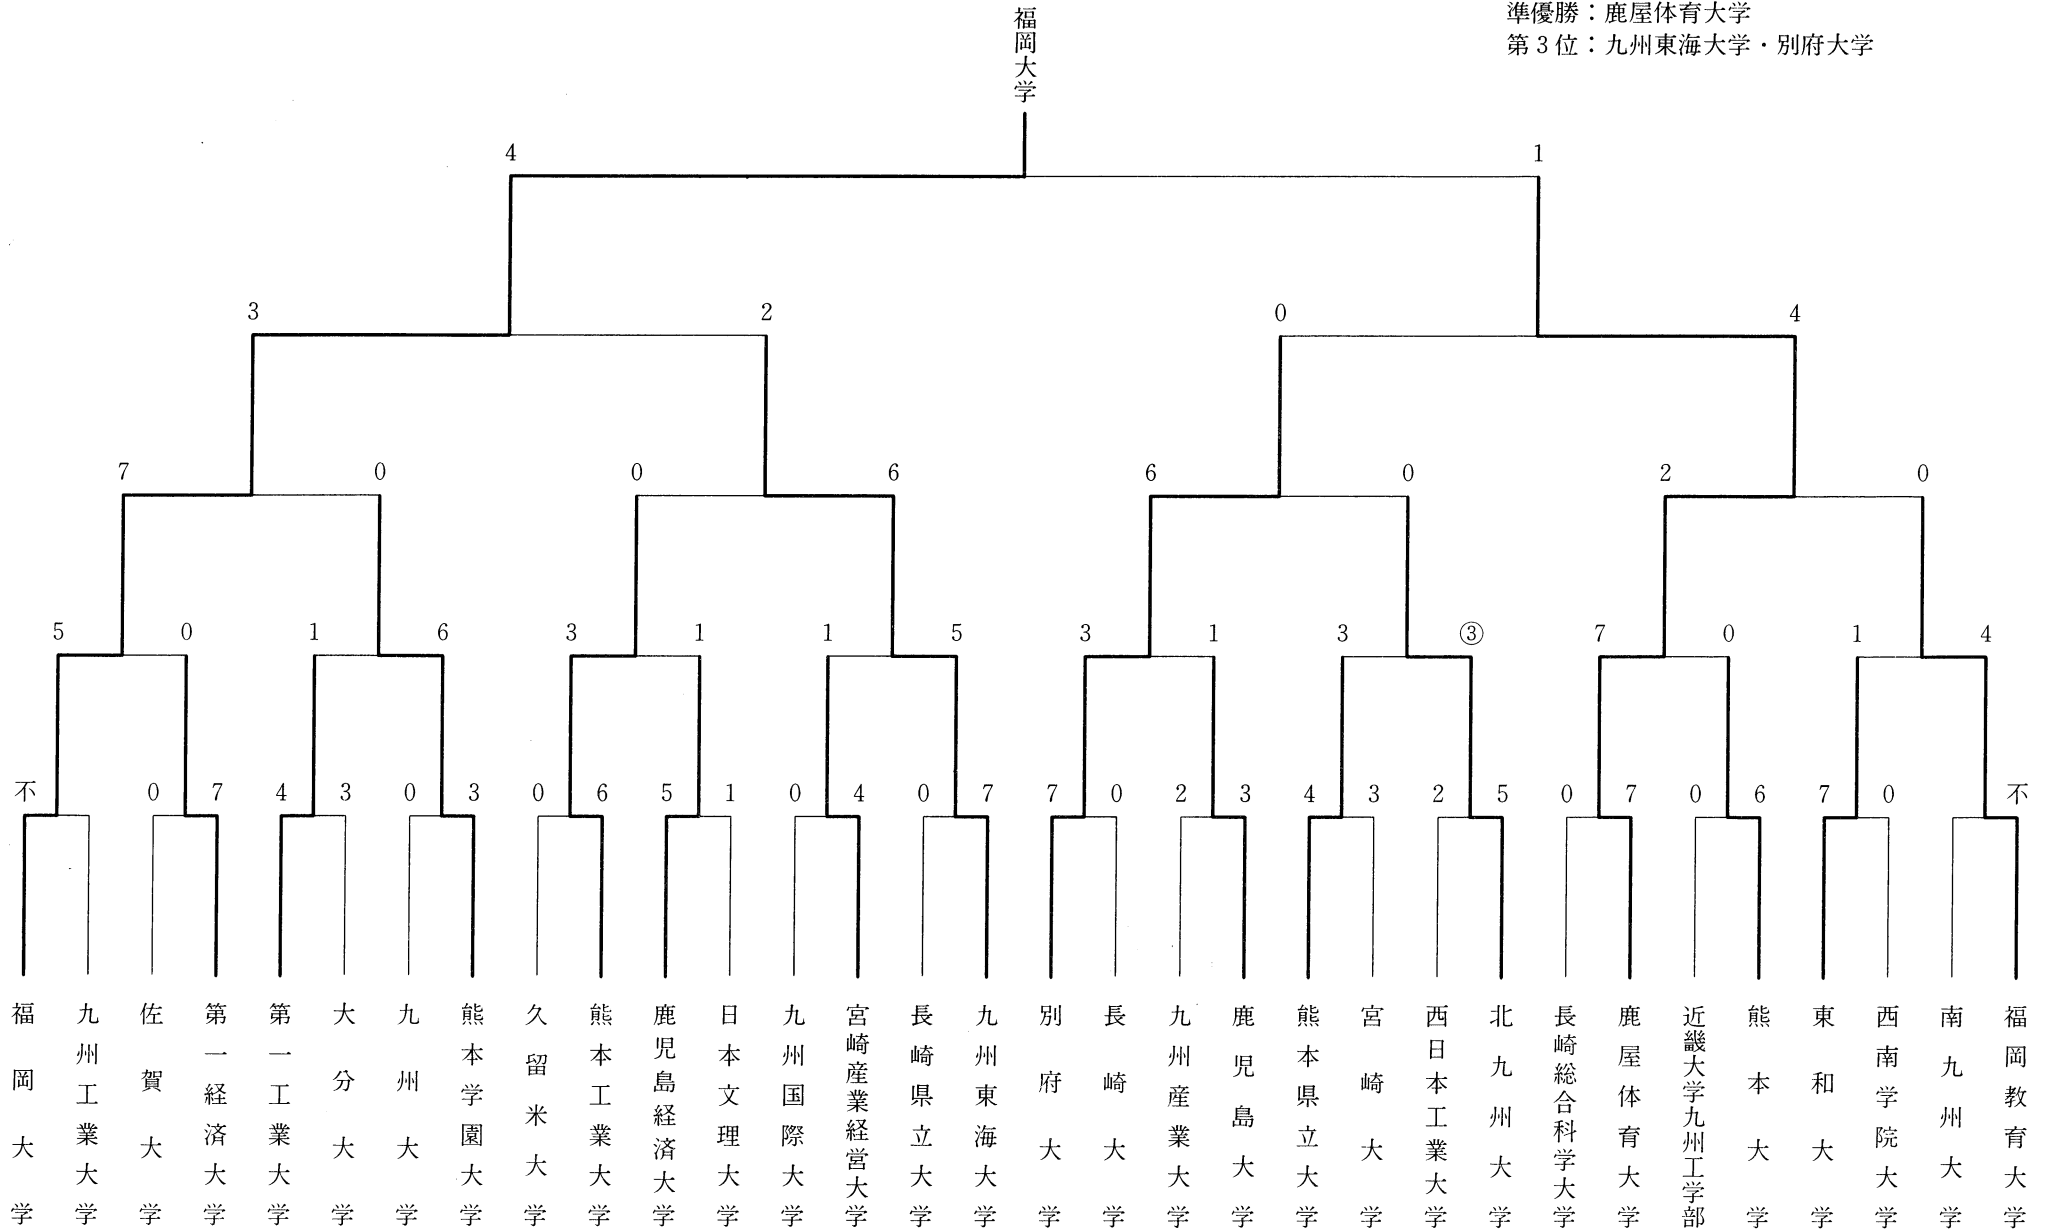 福岡大学
準優勝：鹿屋体育大学
第3位：九州東海大学・別府大学
4 1
3 2 0 4
7 0 0 6 6 0 2 0
5 0 1 6 3 1 1 5 3 1 3 ③ 7 0 1 4
不 0 7 4 3 0 3 0 6 5 1 0 4 0 7 7 0 2 3 4 3 2 5 0 7 0 6 7 0 不
福岡大学
九州工業大学
佐賀大学
第一経済大学
第一工業大学
大分大学
九州大学
熊本学園大学
久留米大学
熊本工業大学
鹿児島経済大学
日本文理大学
九州国際大学
宮崎産業経営大学
長崎県立大学
九州東海大学
別府大学
長崎大学
九州産業大学
鹿児島大学
熊本県立大学
宮崎大学
西日本工業大学
北九州大学
長崎総合科学大学
鹿屋体育大学
近畿大学九州工学部
熊本大学
東和大学
西南学院大学
南九州大学
福岡教育大学